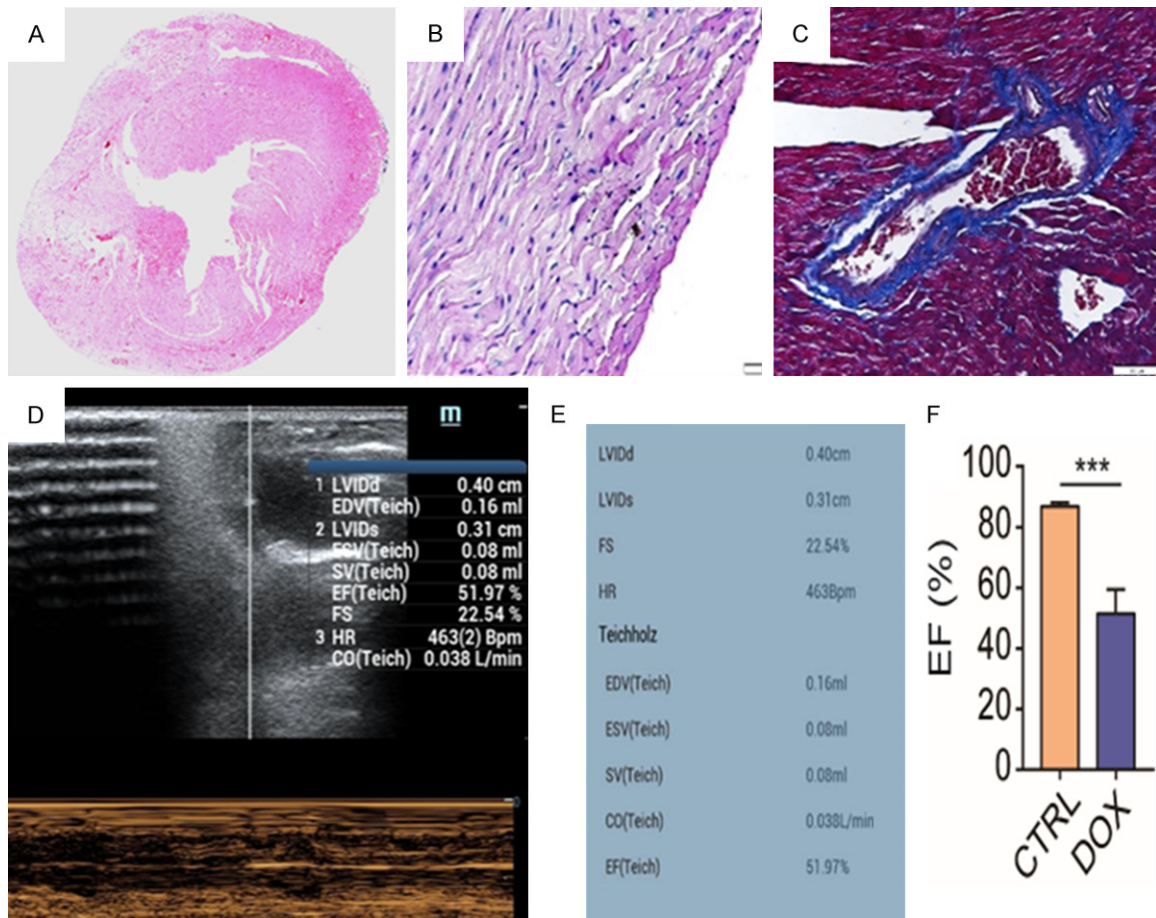 A
B
C
D
m
1 LVIDd 0.40 cm
EDV(Teich) 0.16 ml
2 LVIDs 0.31 cm
ESV(Teich) 0.08 ml
SV(Teich) 0.08 ml
EF(Teich) 51.97 %
FS 22.54 %
3 HR 463(2) Bpm
CO(Teich) 0.038 L/min
E
LVIDd 0.40cm
LVIDs 0.31cm
FS 22.54%
HR 463Bpm
Teichholz
EDV(Teich) 0.16ml
ESV(Teich) 0.08ml
SV(Teich) 0.08ml
CO(Teich) 0.038L/min
EF(Teich) 51.97%
F
EF (%)
100
80
60
40
20
0
***
CTRL
DOX